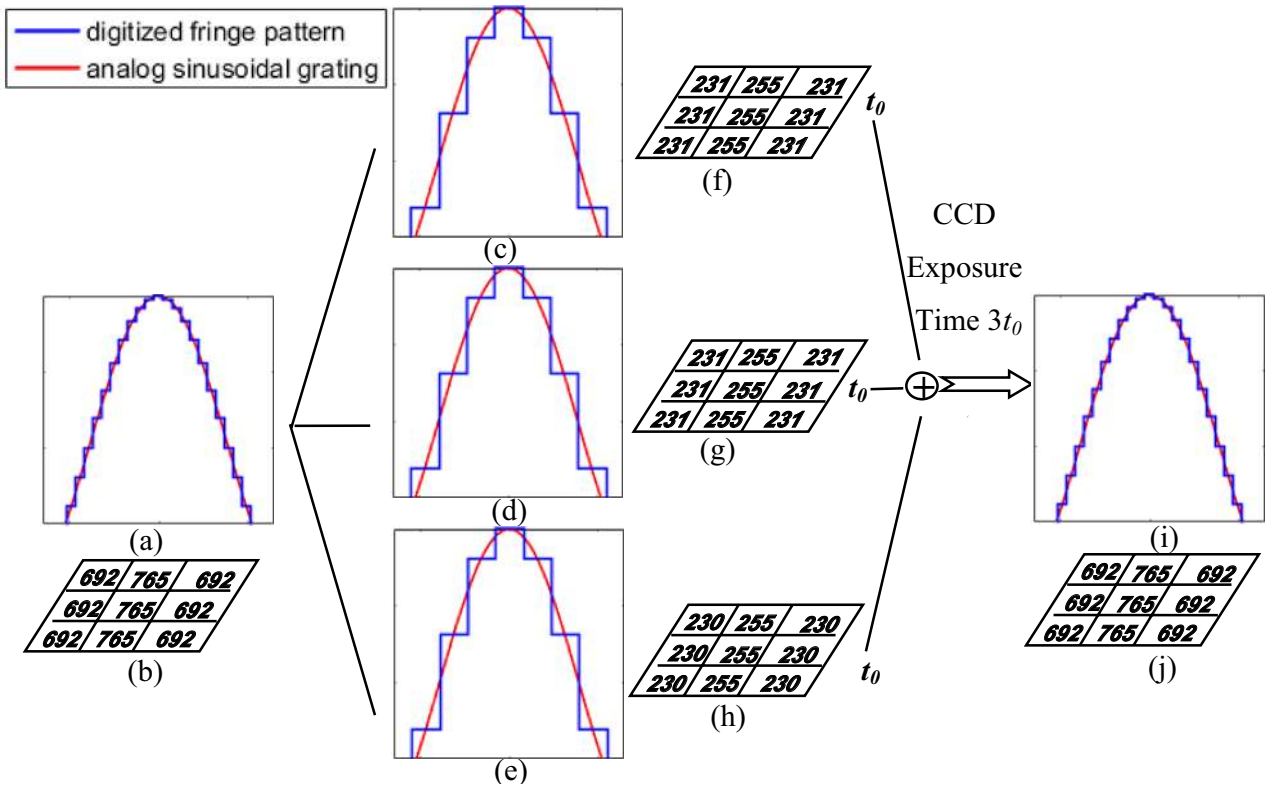 digitized fringe pattern
analog sinusoidal grating
(a)
692 765 692
692 765 692
692 765 692
(b)
(c)
(d)
(e)
231 255 231
231 255 231
231 255 231
(f)
t0
231 255 231
231 255 231
231 255 231
(g)
t0
230 255 230
230 255 230
230 255 230
(h)
t0
CCD
Exposure
Time 3t0
(i)
692 765 692
692 765 692
692 765 692
(j)